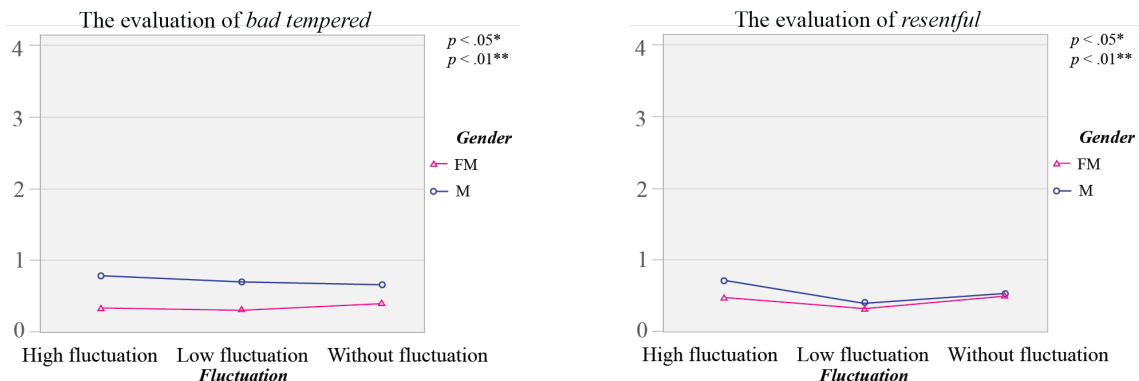 The evaluation of bad tempered
p < .05*
p < .01**
4
3
2
1
0
Gender
FM
M
High fluctuation Low fluctuation Without fluctuation
Fluctuation
The evaluation of resentful
p < .05*
p < .01**
4
3
2
1
0
Gender
FM
M
High fluctuation Low fluctuation Without fluctuation
Fluctuation